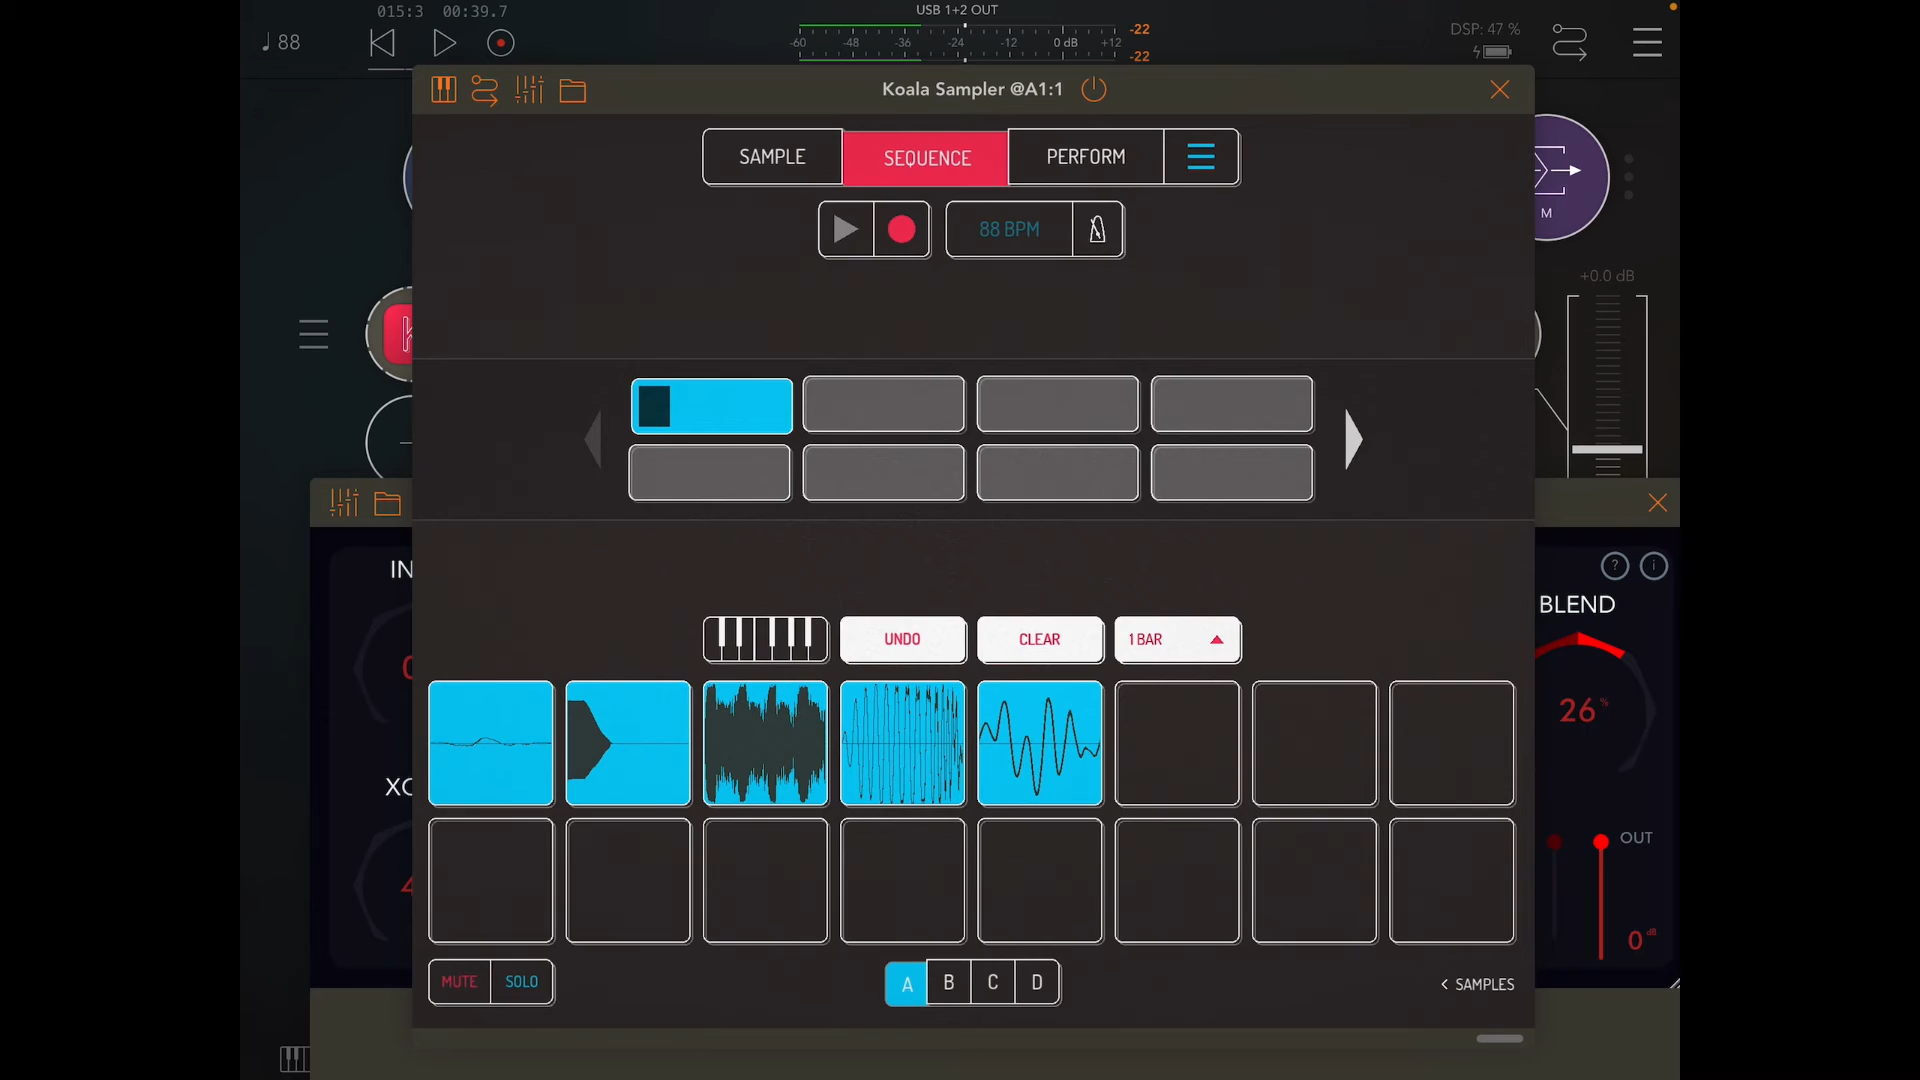 015:3 00:39.7
USB 1+2 OUT
♩ 88
-60 -48 -36 -24 -12 0 dB +12
-22
-22
DSP: 47 %
Koala Sampler @A1:1
SAMPLE SEQUENCE PERFORM
88 BPM
M
+0.0 dB
IN
BLEND
UNDO CLEAR 1 BAR
26 %
XO
OUT
0 dB
MUTE SOLO
A B C D
< SAMPLES